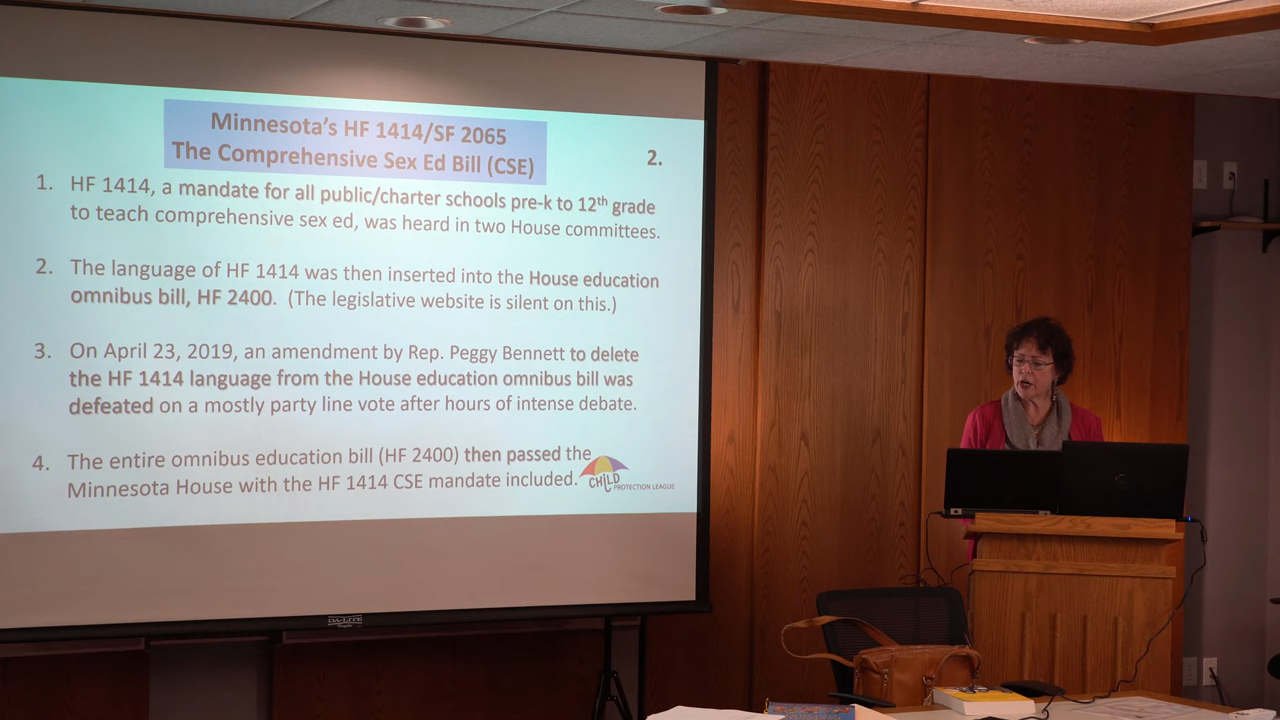 Minnesota's HF 1414/SF 2065
The Comprehensive Sex Ed Bill (CSE)
2.
1. HF 1414, a mandate for all public/charter schools pre-k to 12th grade
to teach comprehensive sex ed, was heard in two House committees.
2. The language of HF 1414 was then inserted into the House education
omnibus bill, HF 2400. (The legislative website is silent on this.)
3. On April 23, 2019, an amendment by Rep. Peggy Bennett to delete
the HF 1414 language from the House education omnibus bill was
defeated on a mostly party line vote after hours of intense debate.
4. The entire omnibus education bill (HF 2400) then passed the
Minnesota House with the HF 1414 CSE mandate included.
CHILD
PROTECTION LEAGUE
DA-LITE